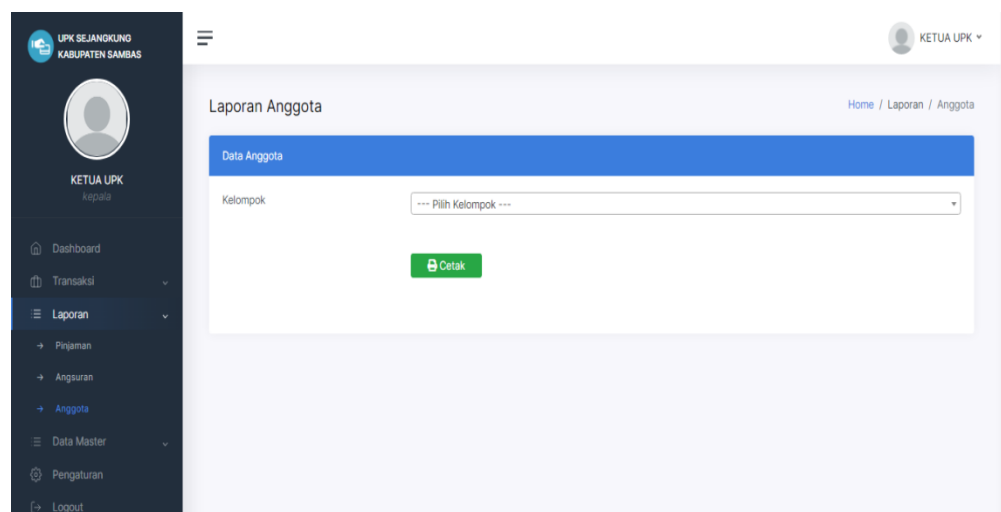 UPK SEJANGKUNG
KABUPATEN SAMBAS
KETUA UPK
kepala
Dashboard
Transaksi
Laporan
Pinjaman
Angsuran
Anggota
Data Master
Pengaturan
Logout
KETUA UPK
Laporan Anggota
Home / Laporan / Anggota
Data Anggota
Kelompok
--- Pilih Kelompok ---
Cetak